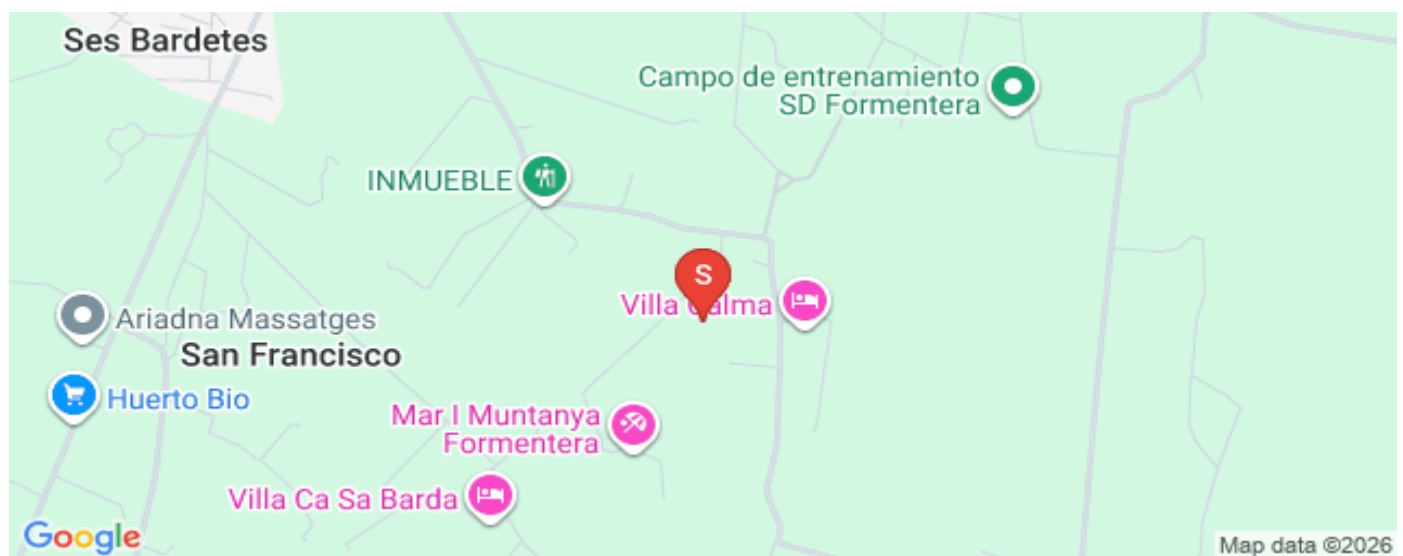 Ses Bardetes
Campo de entrenamiento
SD Formentera
INMUEBLE
S
Villa Calma
Ariadna Massatges
San Francisco
Huerto Bio
Mar I Muntanya
Formentera
Villa Ca Sa Barda
Google
Map data ©2026